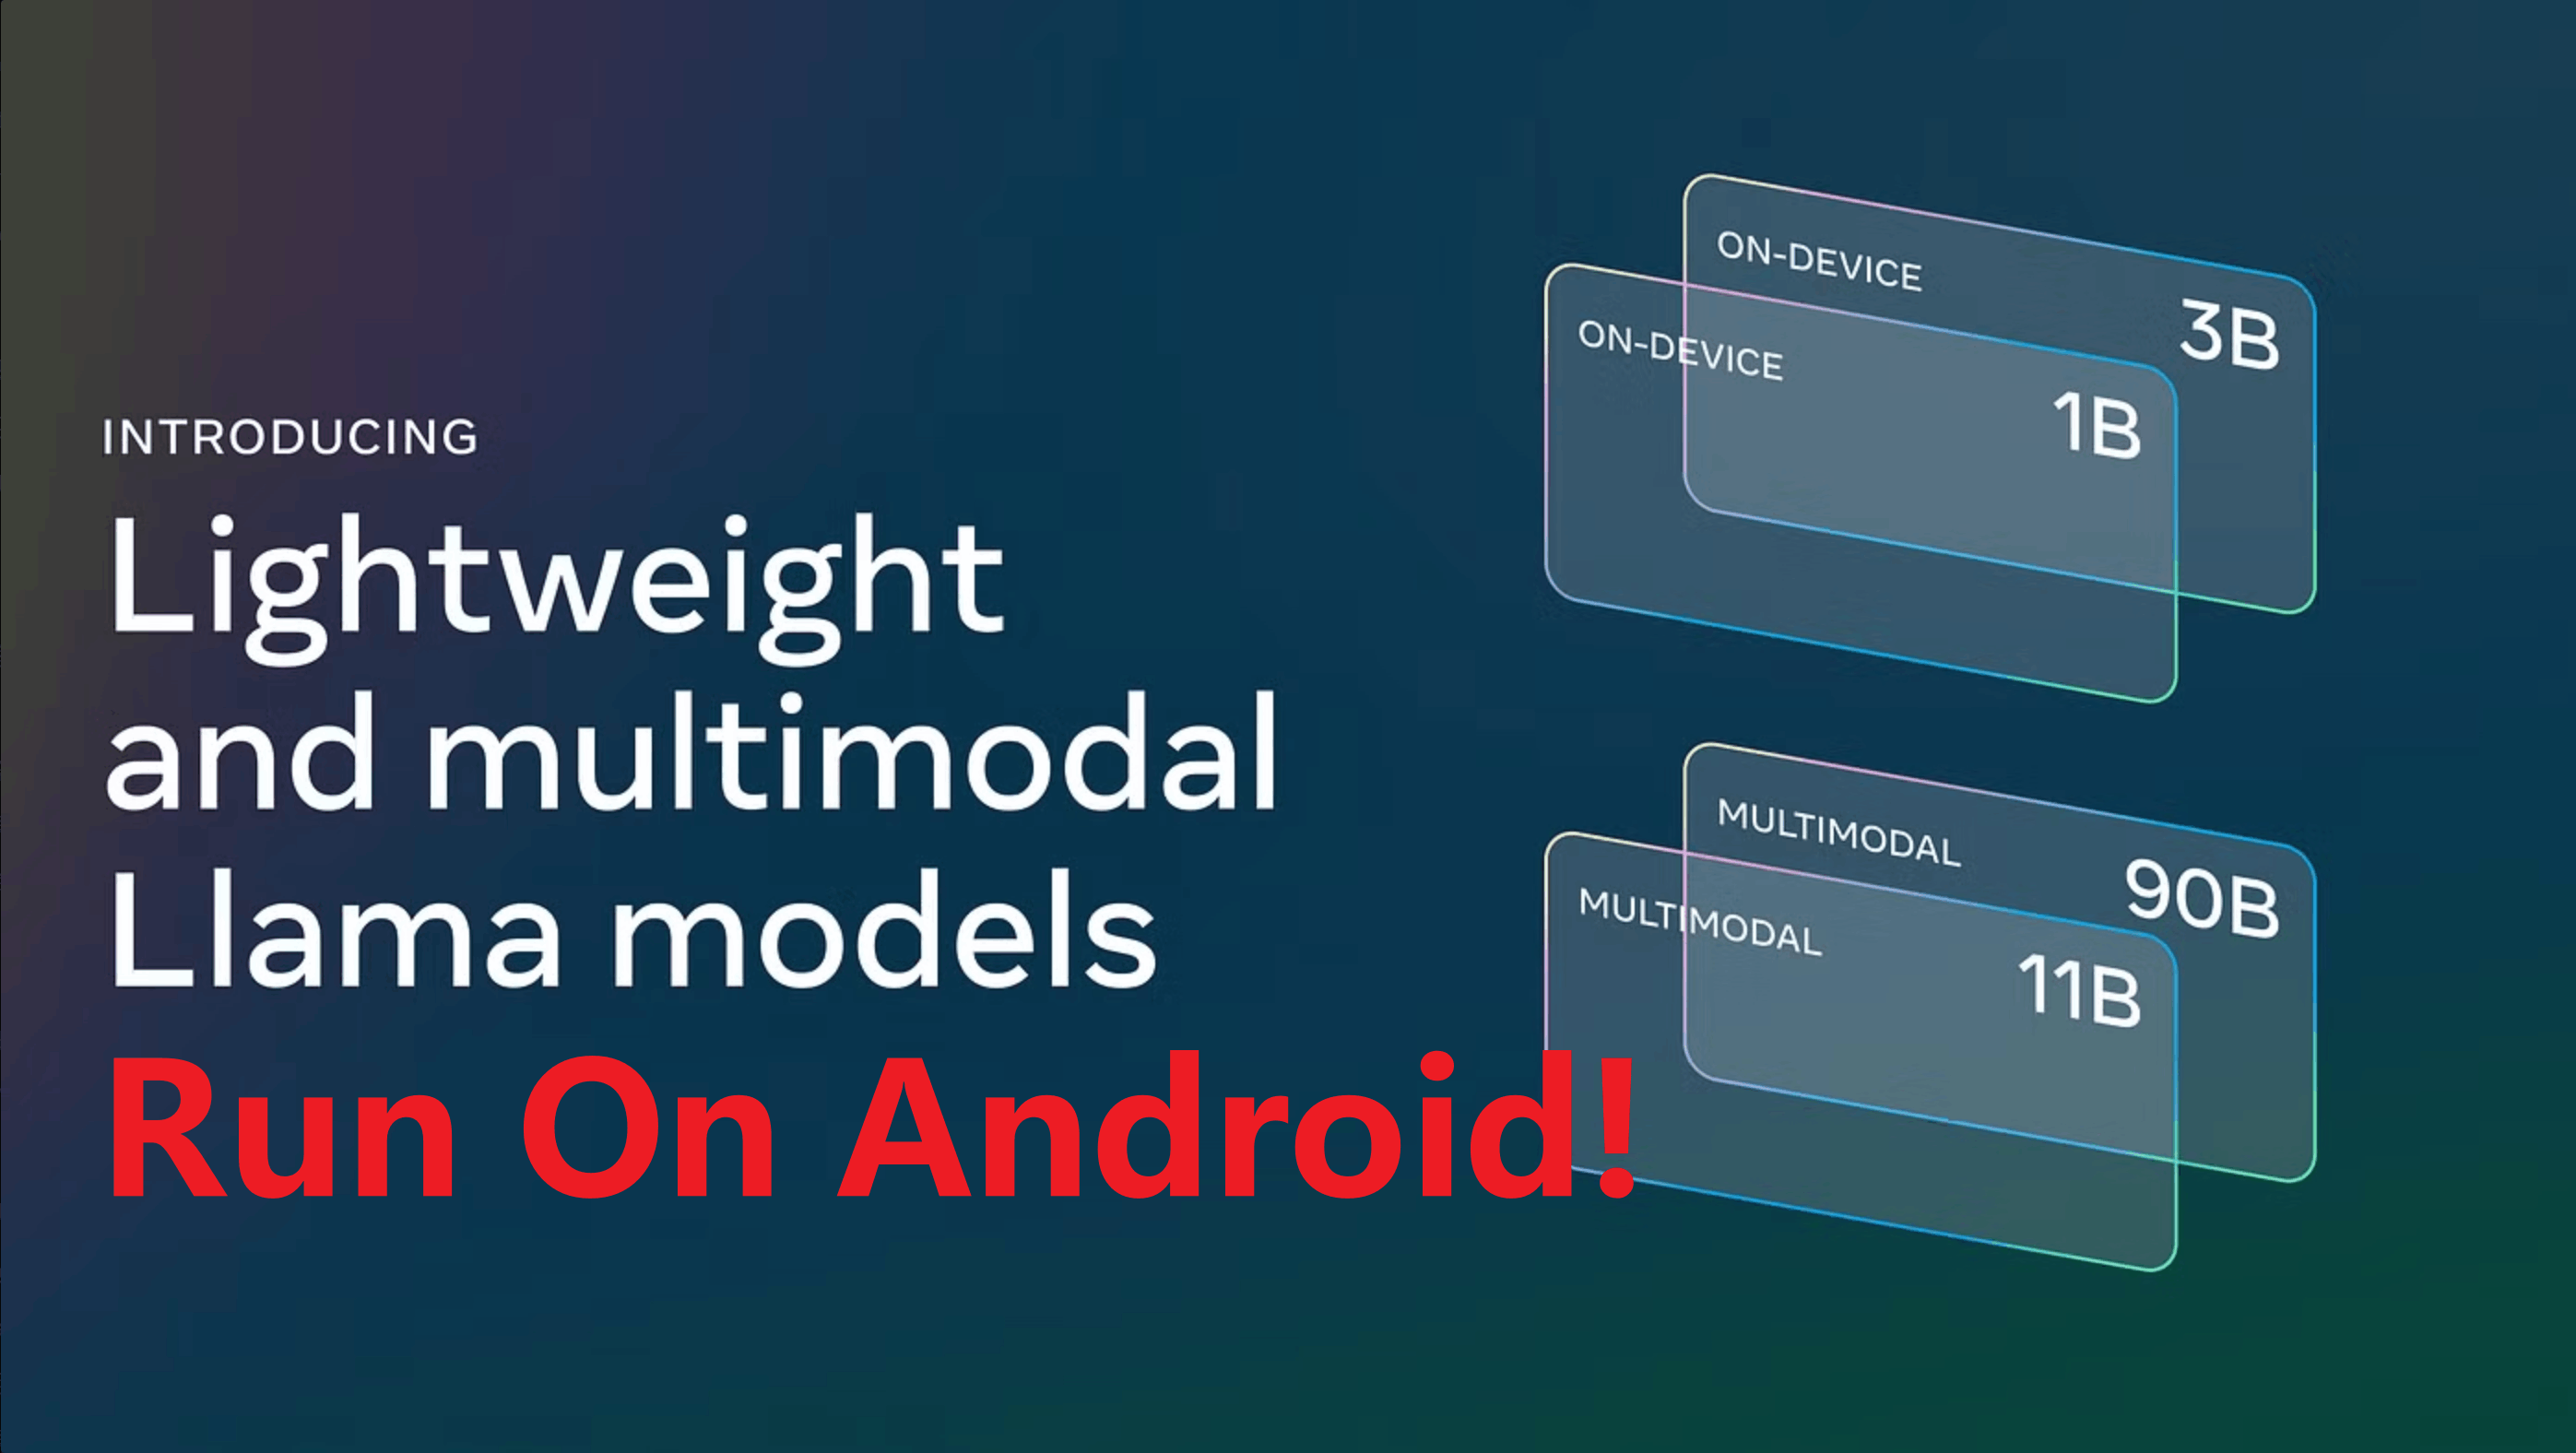 INTRODUCING
Lightweight
and multimodal
Llama models
Run On Android!
ON-DEVICE
3B
ON-DEVICE
1B
MULTIMODAL
90B
MULTIMODAL
11B